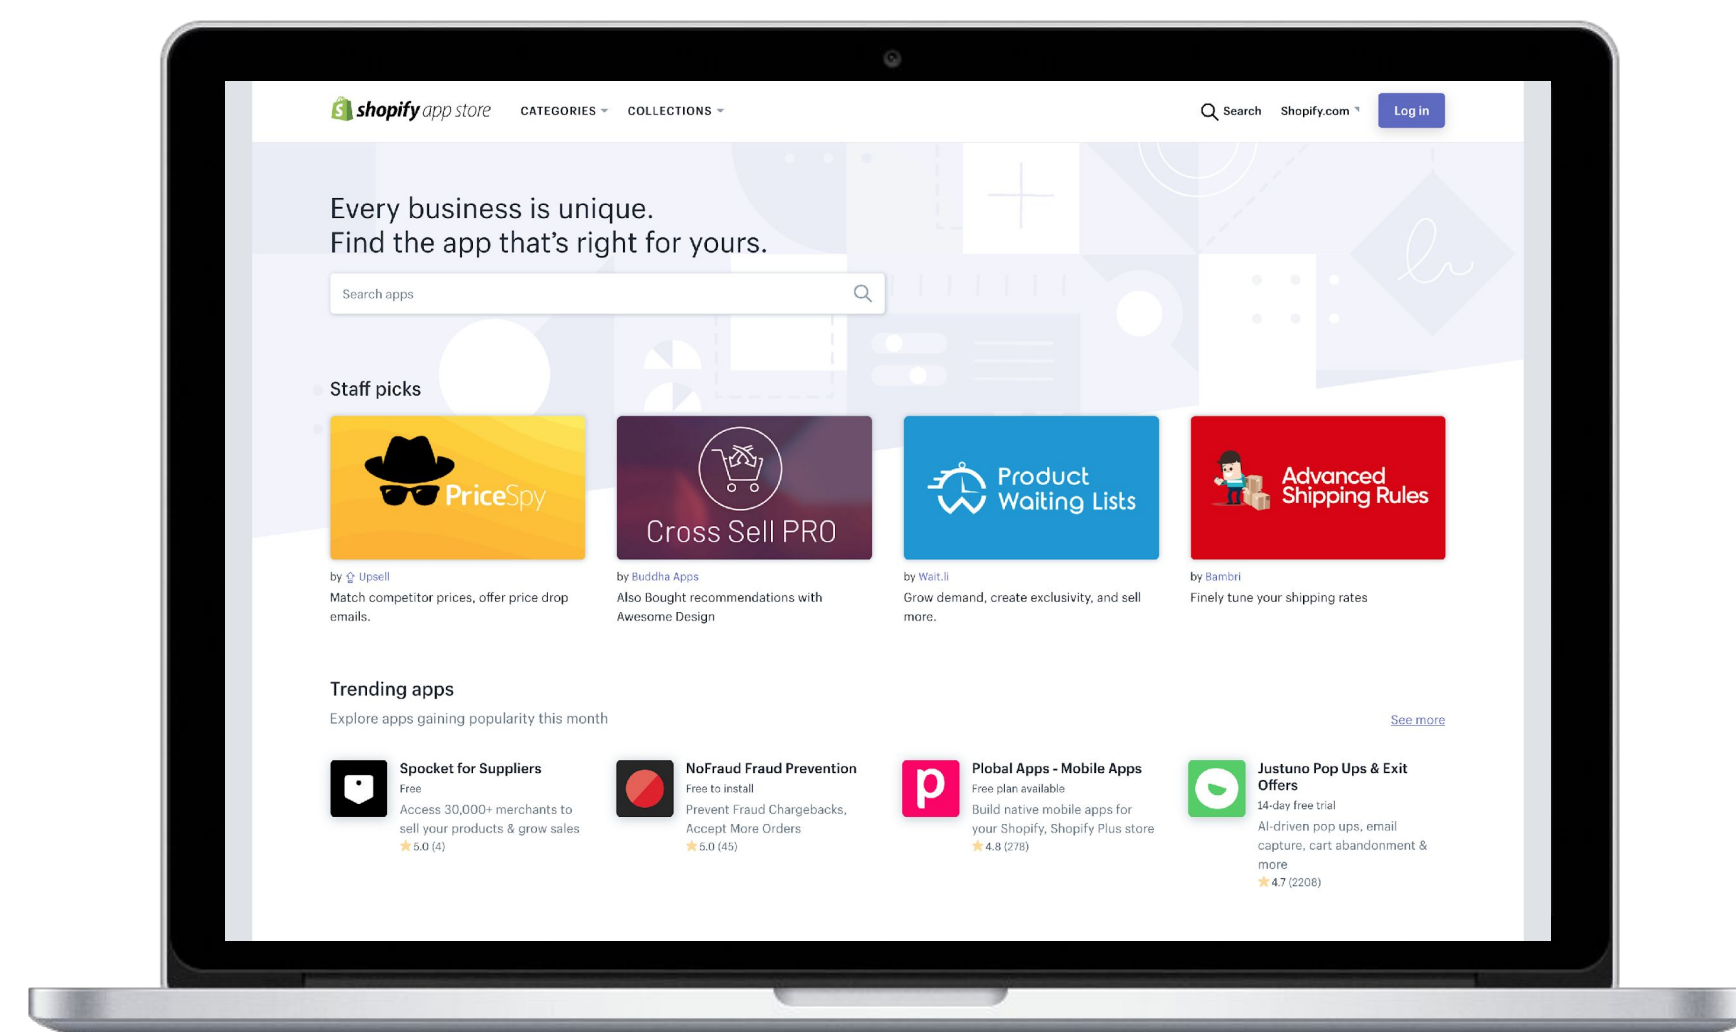 shopify app store CATEGORIES COLLECTIONS Search Shopify.com Log in
Every business is unique.
Find the app that's right for yours.
Search apps
Staff picks
PriceSpy
Cross Sell PRO
Product
Waiting Lists
Advanced
Shipping Rules
by Upsell
Match competitor prices, offer price drop
emails.
by Buddha Apps
Also Bought recommendations with
Awesome Design
by Wait.li
Grow demand, create exclusivity, and sell
more.
by Bambri
Finely tune your shipping rates
Trending apps
Explore apps gaining popularity this month
See more
Spocket for Suppliers
Free
Access 30,000+ merchants to
sell your products & grow sales
5.0 (4)
NoFraud Fraud Prevention
Free to install
Prevent Fraud Chargebacks,
Accept More Orders
5.0 (45)
Plobal Apps - Mobile Apps
Free plan available
Build native mobile apps for
your Shopify, Shopify Plus store
4.8 (278)
Justuno Pop Ups & Exit
Offers
14-day free trial
AI-driven pop ups, email
capture, cart abandonment &
more
4.7 (2208)